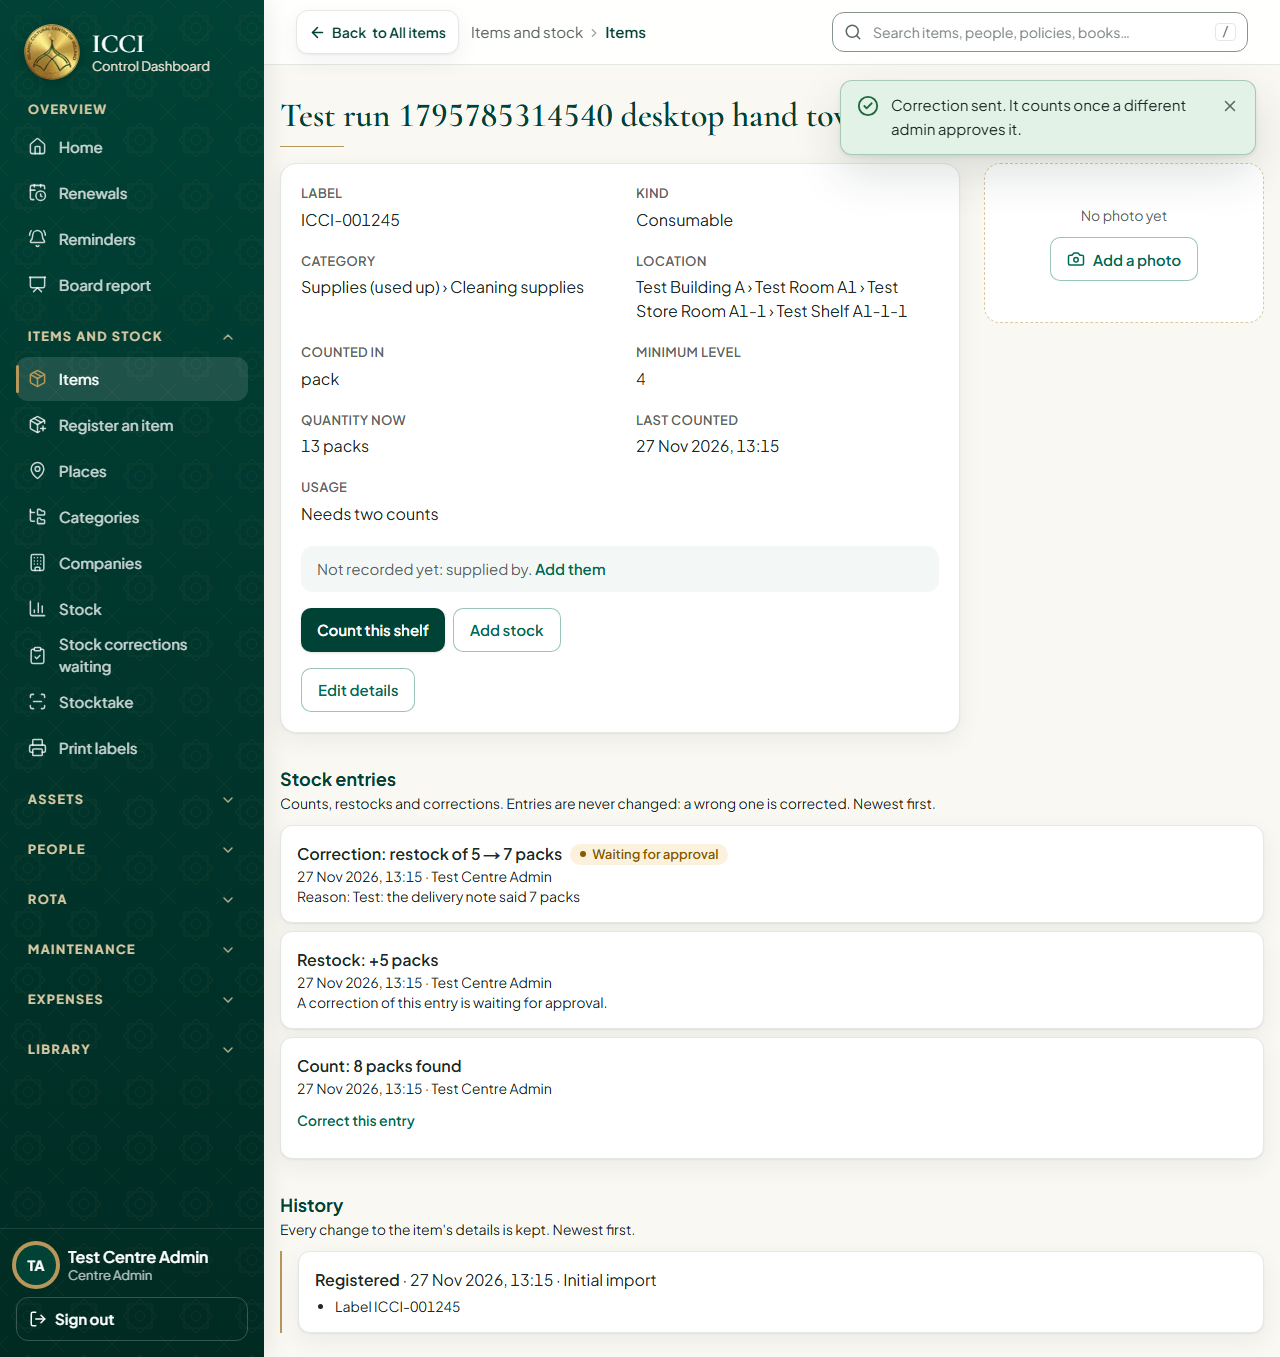 ICCI
Control Dashboard
OVERVIEW
Home
Renewals
Reminders
Board report
ITEMS AND STOCK
Items
Register an item
Places
Categories
Companies
Stock
Stock corrections
waiting
Stocktake
Print labels
ASSETS
PEOPLE
ROTA
MAINTENANCE
EXPENSES
LIBRARY
TA
Test Centre Admin
Centre Admin
Sign out
Back to All items
Items and stock › Items
Search items, people, policies, books…
/
Correction sent. It counts once a different
admin approves it.
Test run 1795785314540 desktop hand
LABEL
ICCI-001245
KIND
Consumable
CATEGORY
Supplies (used up) › Cleaning supplies
LOCATION
Test Building A › Test Room A1 › Test
Store Room A1-1 › Test Shelf A1-1-1
COUNTED IN
pack
MINIMUM LEVEL
4
QUANTITY NOW
13 packs
LAST COUNTED
27 Nov 2026, 13:15
USAGE
Needs two counts
Not recorded yet: supplied by. Add them
Count this shelf
Add stock
Edit details
No photo yet
Add a photo
Stock entries
Counts, restocks and corrections. Entries are never changed: a wrong one is corrected. Newest first.
Correction: restock of 5 → 7 packs
Waiting for approval
27 Nov 2026, 13:15 · Test Centre Admin
Reason: Test: the delivery note said 7 packs
Restock: +5 packs
27 Nov 2026, 13:15 · Test Centre Admin
A correction of this entry is waiting for approval.
Count: 8 packs found
27 Nov 2026, 13:15 · Test Centre Admin
Correct this entry
History
Every change to the item's details is kept. Newest first.
Registered · 27 Nov 2026, 13:15 · Initial import
Label ICCI-001245